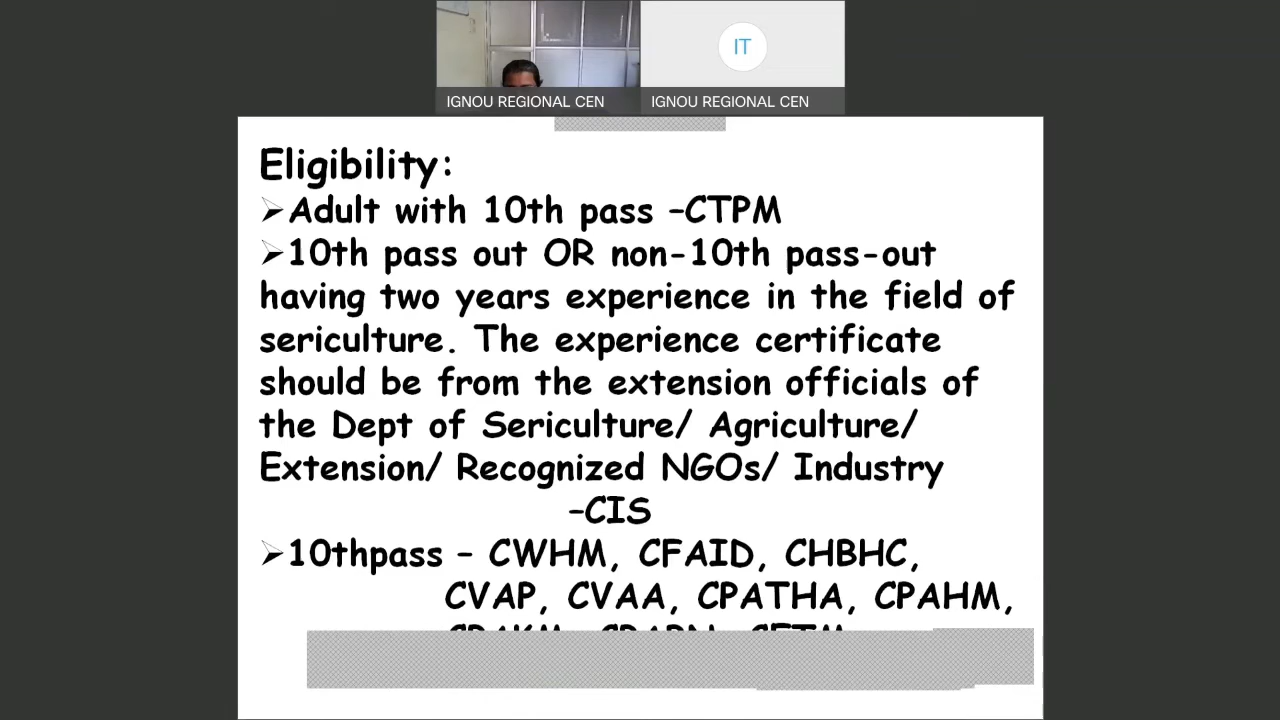 IGNOU REGIONAL CEN
IT
IGNOU REGIONAL CEN
Eligibility:
➢Adult with 10th pass –CTPM
➢10th pass out OR non-10th pass-out
having two years experience in the field of
sericulture. The experience certificate
should be from the extension officials of
the Dept of Sericulture/ Agriculture/
Extension/ Recognized NGOs/ Industry
–CIS
➢10thpass – CWHM, CFAID, CHBHC,
CVAP, CVAA, CPATHA, CPAHM,